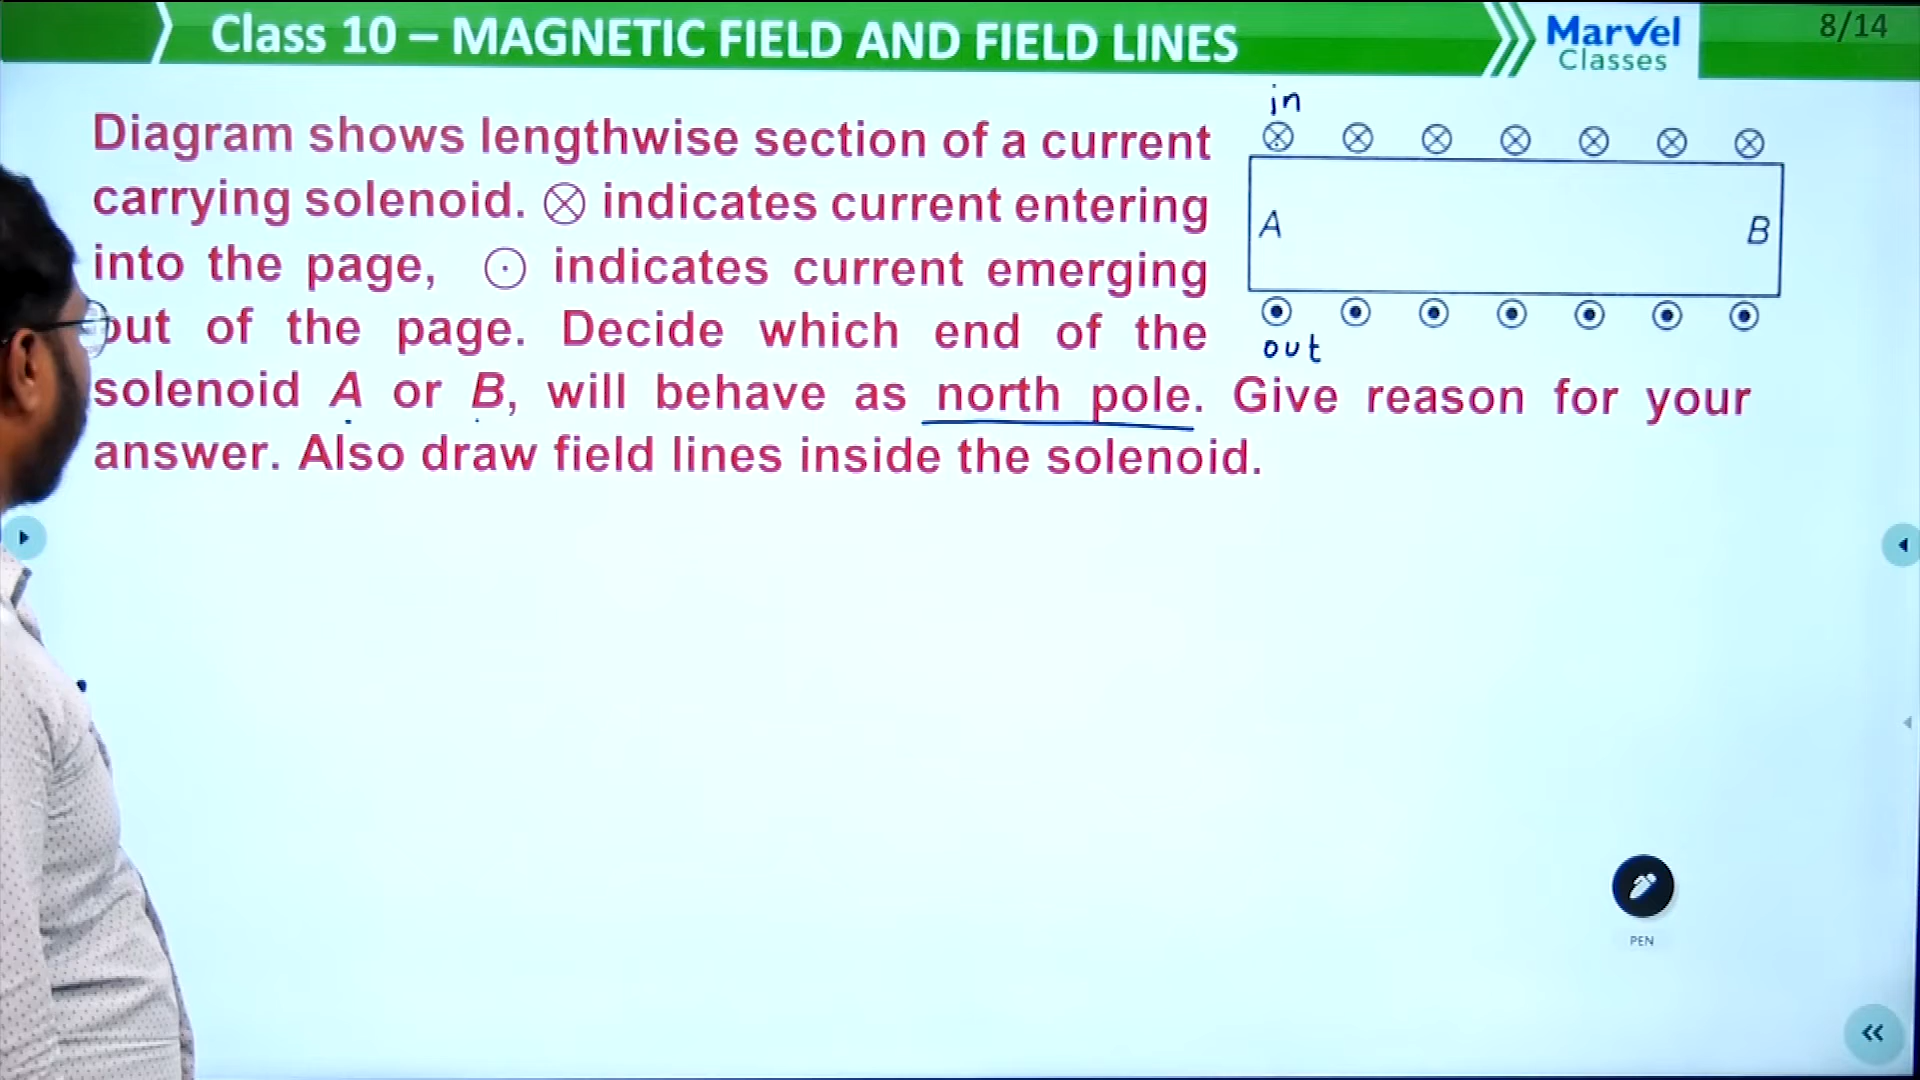 Class 10 – MAGNETIC FIELD AND FIELD LINES
Marvel
Classes
8/14
in
Diagram shows lengthwise section of a current
carrying solenoid. ⊗ indicates current entering
into the page, ⊙ indicates current emerging
out of the page. Decide which end of the
solenoid A or B, will behave as north pole. Give reason for your
answer. Also draw field lines inside the solenoid.
A B
out
PEN